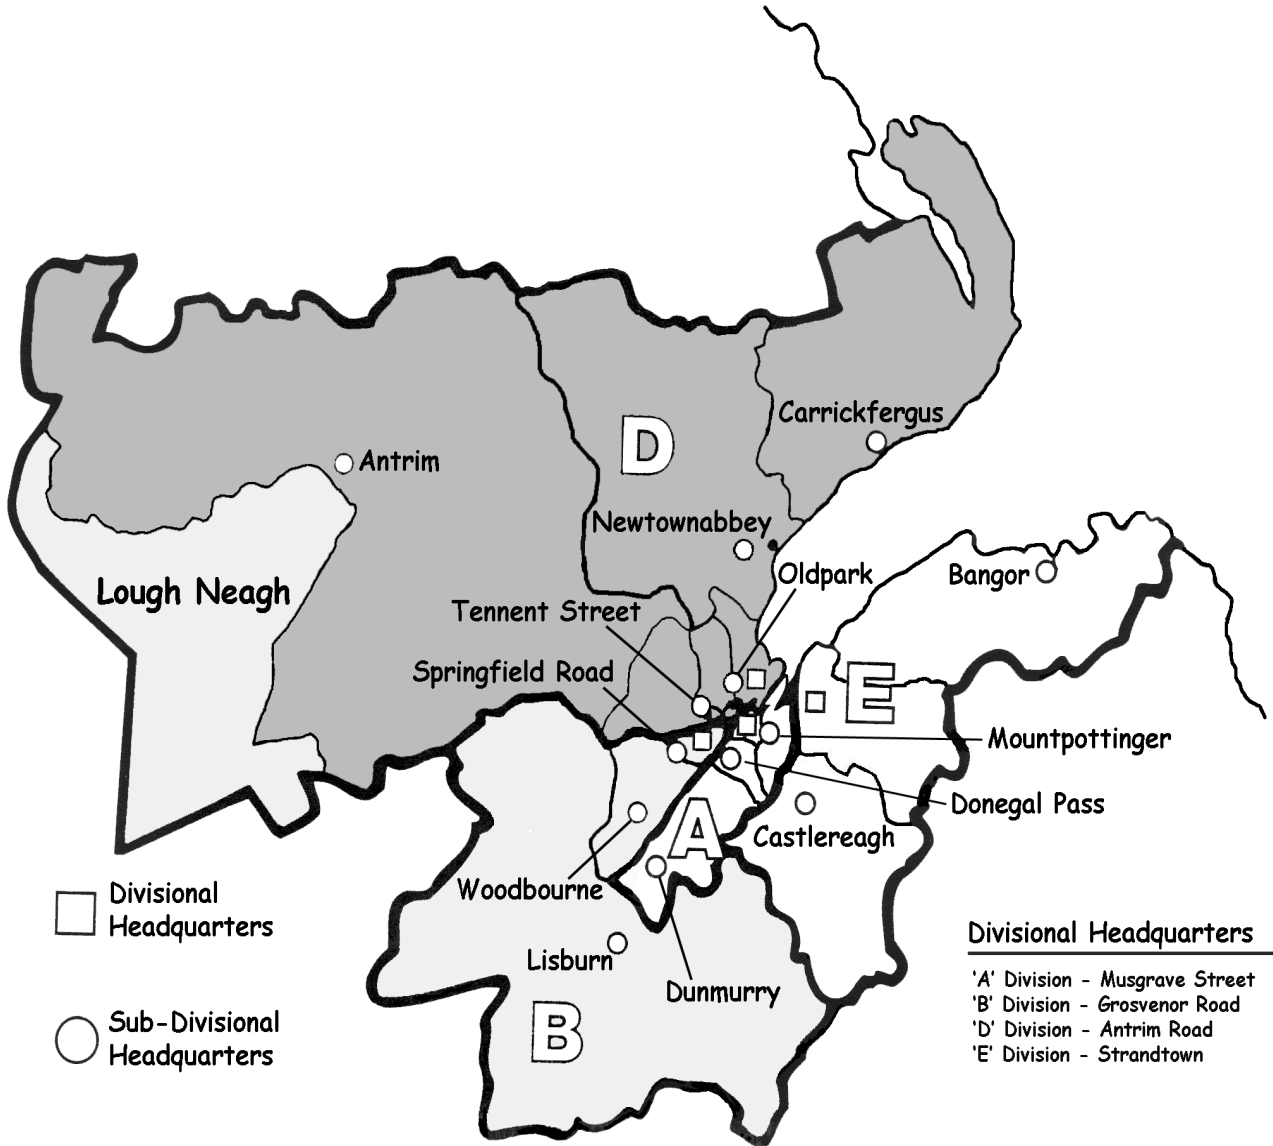 Carrickfergus
D
Antrim
Newtownabbey
Oldpark
Bangor
Lough Neagh
Tennent Street
Springfield Road
E
Mountpottinger
Donegal Pass
A
Castlereagh
Woodbourne
Divisional
Headquarters
Lisburn
Dunmurry
B
Sub-Divisional
Headquarters
Divisional Headquarters
'A' Division - Musgrave Street
'B' Division - Grosvenor Road
'D' Division - Antrim Road
'E' Division - Strandtown